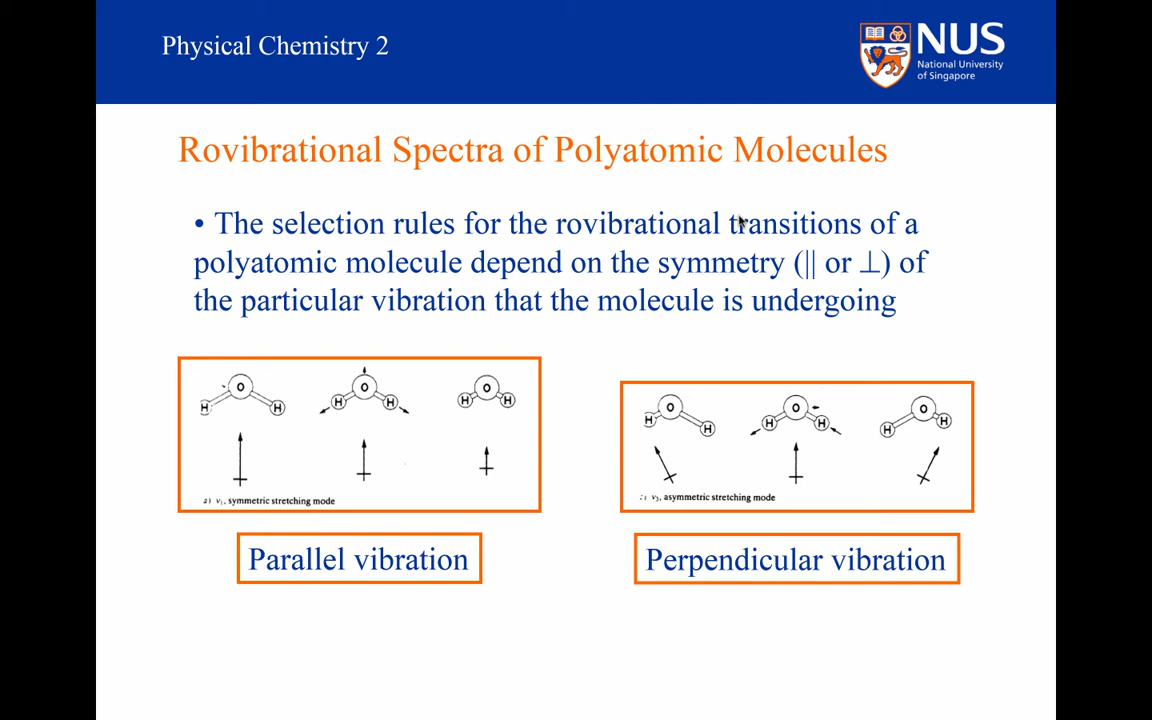 Physical Chemistry 2
NUS
National University
of Singapore
Rovibrational Spectra of Polyatomic Molecules
• The selection rules for the rovibrational transitions of a
polyatomic molecule depend on the symmetry (|| or ⊥) of
the particular vibration that the molecule is undergoing
O
H H
O
H H
O
H H
a) ν₁, symmetric stretching mode
O
H H
O
H H
O
H H
ν₃, asymmetric stretching mode
Parallel vibration
Perpendicular vibration